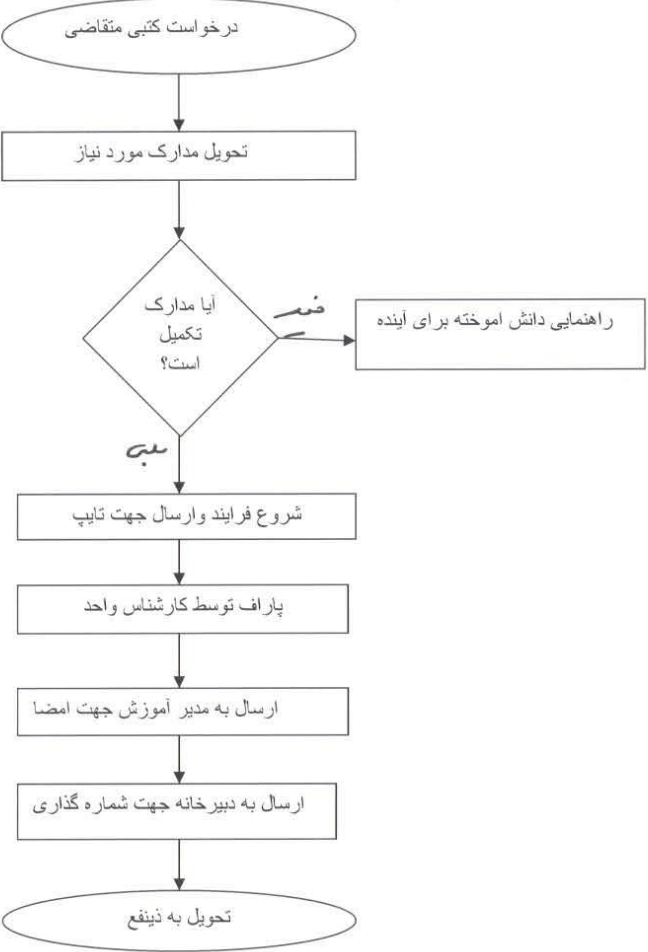 درخواست کتبی متقاضی
تحویل مدارک مورد نیاز
آیا مدارک
تکمیل
است؟
خیر
راهنمایی دانش اموخته برای آینده
بلی
شروع فرایند وارسال جهت تایپ
پاراف توسط کارشناس واحد
ارسال به مدیر آموزش جهت امضا
ارسال به دبیرخانه جهت شماره گذاری
تحویل به ذینفع